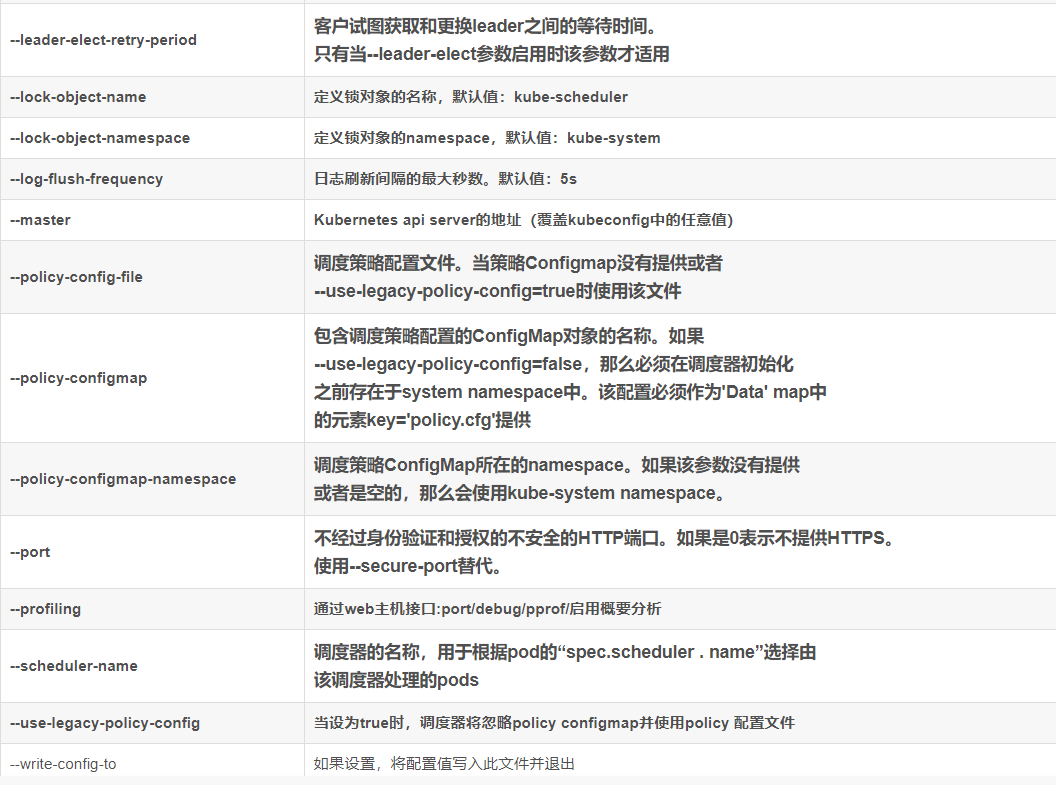 --leader-elect-retry-period
客户试图获取和更换leader之间的等待时间。
只有当--leader-elect参数启用时该参数才适用
--lock-object-name
定义锁对象的名称，默认值：kube-scheduler
--lock-object-namespace
定义锁对象的namespace，默认值：kube-system
--log-flush-frequency
日志刷新间隔的最大秒数。默认值：5s
--master
Kubernetes api server的地址（覆盖kubeconfig中的任意值）
--policy-config-file
调度策略配置文件。当策略Configmap没有提供或者
--use-legacy-policy-config=true时使用该文件
--policy-configmap
包含调度策略配置的ConfigMap对象的名称。如果
--use-legacy-policy-config=false，那么必须在调度器初始化
之前存在于system namespace中。该配置必须作为'Data' map中
的元素key='policy.cfg'提供
--policy-configmap-namespace
调度策略ConfigMap所在的namespace。如果该参数没有提供
或者是空的，那么会使用kube-system namespace。
--port
不经过身份验证和授权的不安全的HTTP端口。如果是0表示不提供HTTPS。
使用--secure-port替代。
--profiling
通过web主机接口:port/debug/pprof/启用概要分析
--scheduler-name
调度器的名称，用于根据pod的“spec.scheduler . name”选择由
该调度器处理的pods
--use-legacy-policy-config
当设为true时，调度器将忽略policy configmap并使用policy 配置文件
--write-config-to
如果设置，将配置值写入此文件并退出